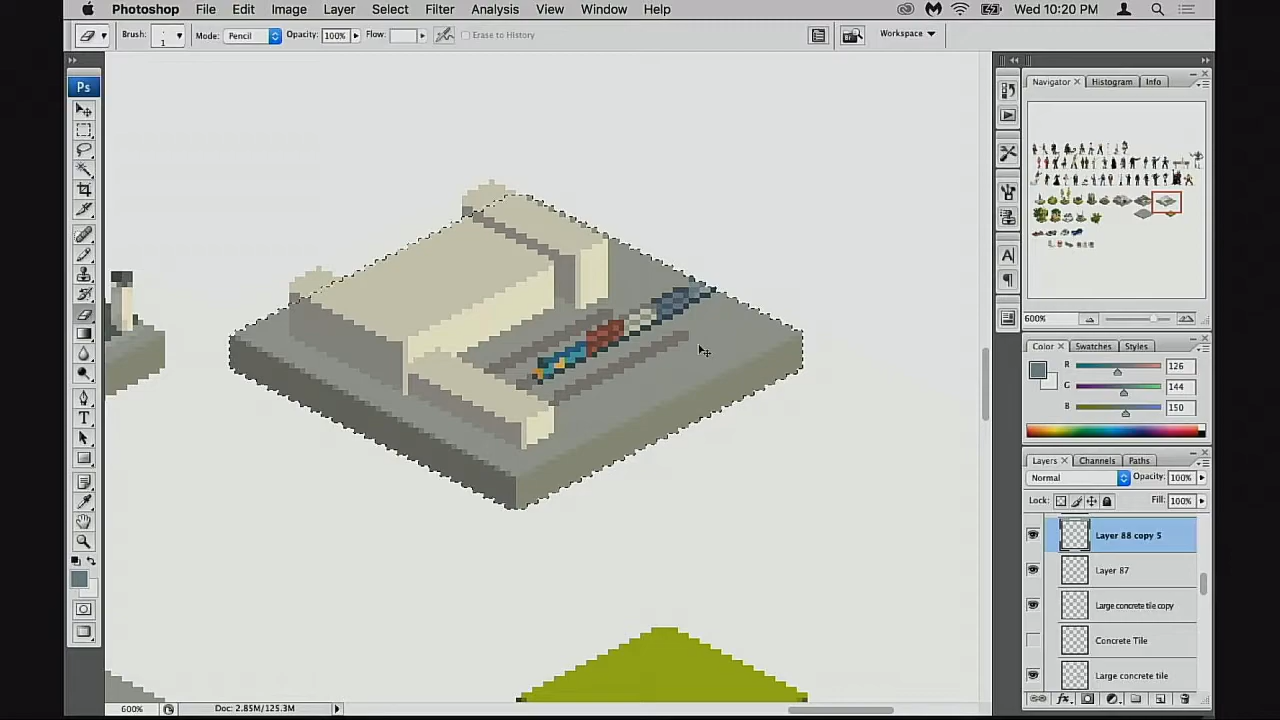 Photoshop File Edit Image Layer Select Filter Analysis View Window Help Wed 10:20 PM
Brush: 1 Mode: Pencil Opacity: 100% Flow: Erase to History Workspace
Ps
Navigator Histogram Info
600%
Color Swatches Styles
R 126
G 144
B 150
Layers Channels Paths
Normal Opacity: 100%
Lock: Fill: 100%
Layer 88 copy 5
Layer 87
Large concrete tile copy
Concrete Tile
Large concrete tile
600% Doc: 2.85M/125.3M